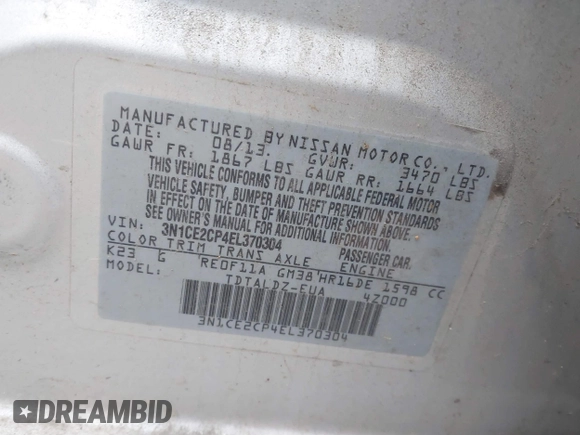 MANUFACTURED BY NISSAN MOTOR CO., LTD.
DATE: 08/13. GVWR: 3470 LBS
GAWR FR: 1867 LBS GAWR RR: 1664 LBS
THIS VEHICLE CONFORMS TO ALL APPLICABLE FEDERAL MOTOR
VEHICLE SAFETY, BUMPER AND THEFT PREVENTION STANDARDS
IN EFFECT ON THE DATE OF MANUFACTURE SHOWN ABOVE.
SEE OWNER'S MANUAL FOR ADDITIONAL INFORMATION.
VIN: 3N1CE2CP4EL370304 PASSENGER CAR
COLOR TRIM TRANS AXLE ENGINE
K23 G RE0F11A GM38 HR16DE 1598 CC
MODEL: TDTALDZ-EUA 4Z000
3N1CE2CP4EL370304
DREAMBID